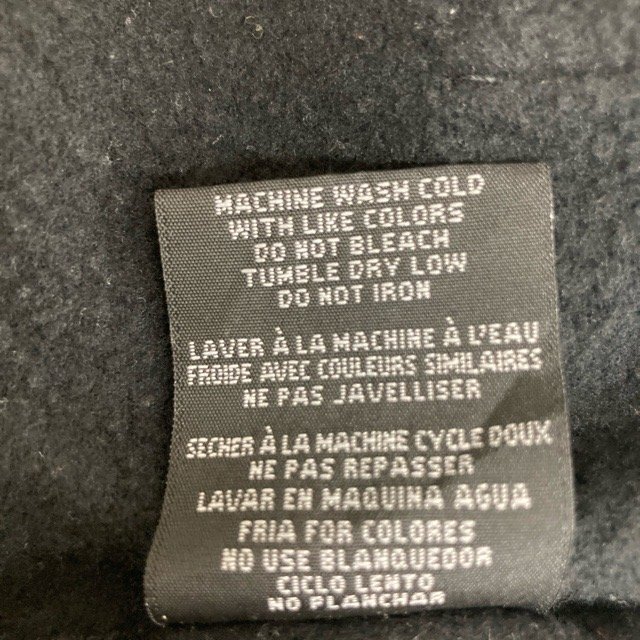 MACHINE WASH COLD
WITH LIKE COLORS
DO NOT BLEACH
TUMBLE DRY LOW
DO NOT IRON
LAVER À LA MACHINE À L'EAU
FROIDE AVEC COULEURS SIMILAIRES
NE PAS JAVELLISER
SECHER À LA MACHINE CYCLE DOUX
NE PAS REPASSER
LAVAR EN MAQUINA AGUA
FRIA FOR COLORES
NO USE BLANQUEDOR
CICLO LENTO
NO PLANCHAR